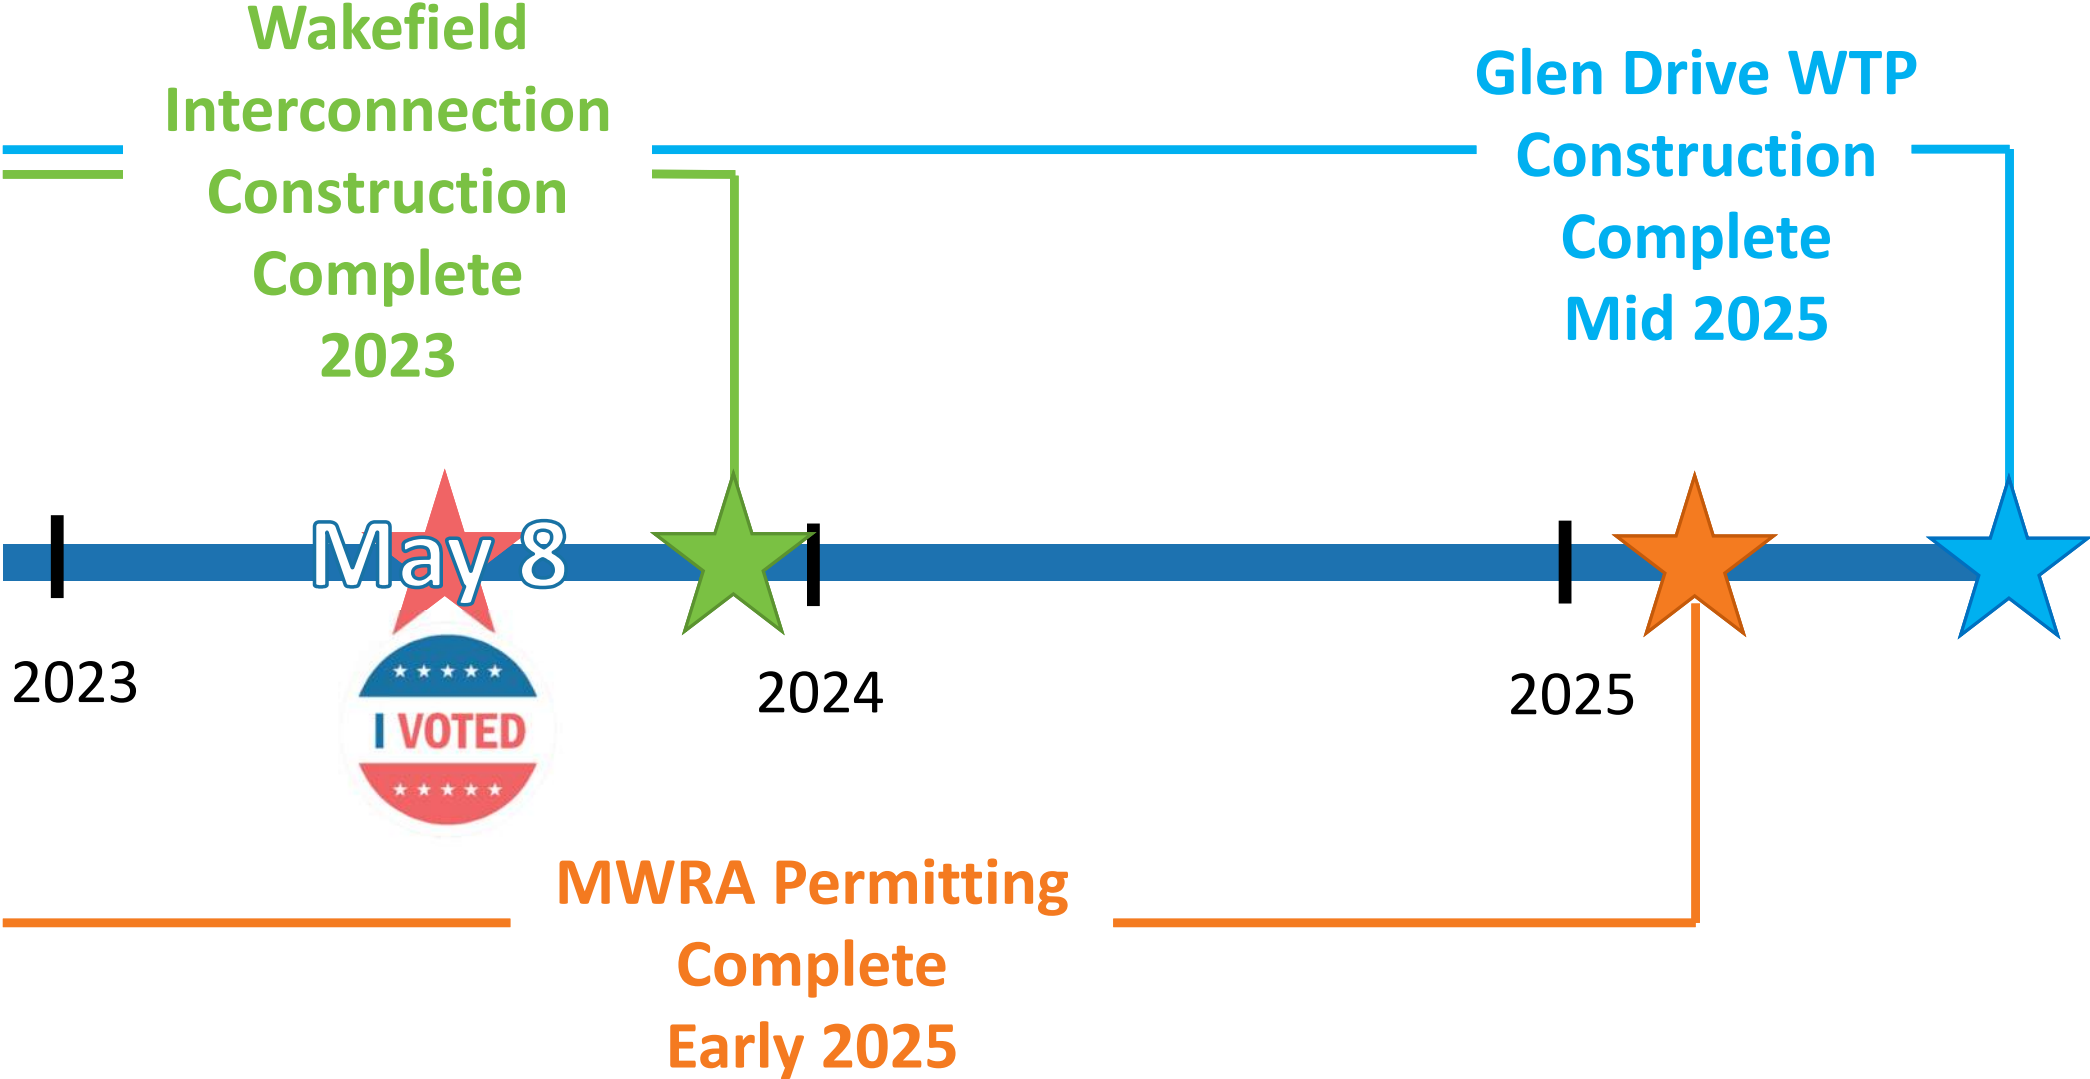 Wakefield
Interconnection
Construction
Complete
2023
Glen Drive WTP
Construction
Complete
Mid 2025
May 8
2023
2024
2025
I VOTED
MWRA Permitting
Complete
Early 2025